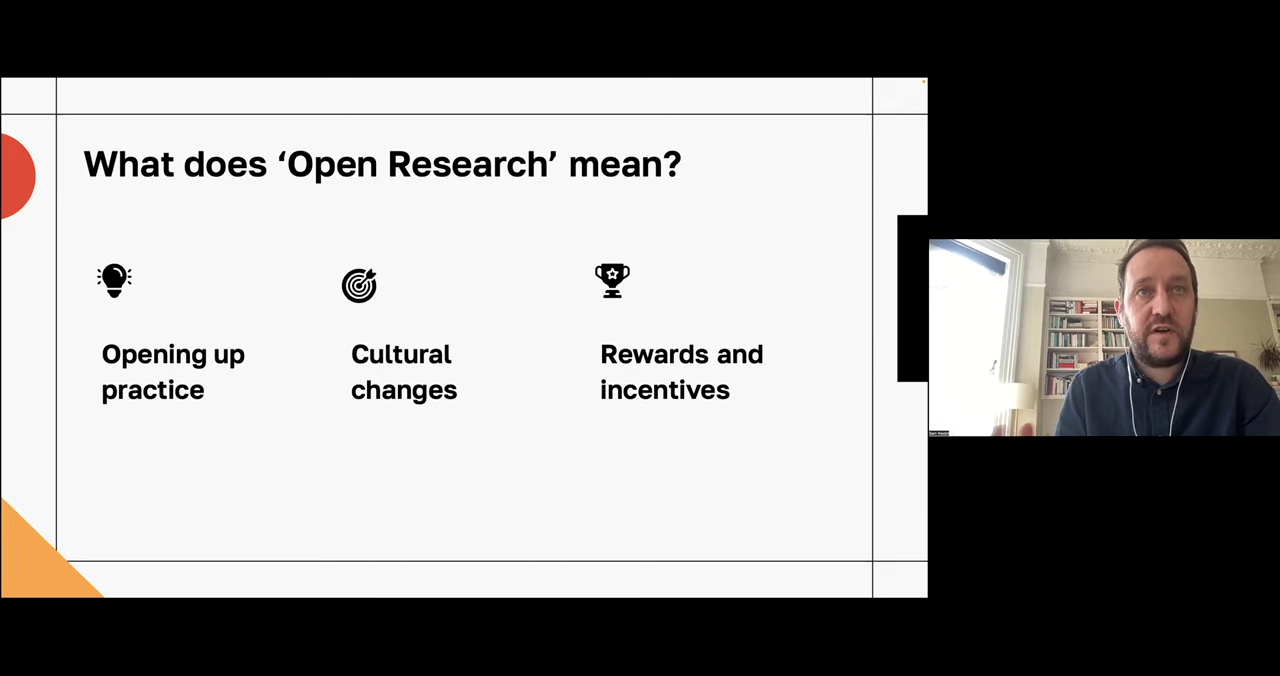 What does ‘Open Research’ mean?
Opening up
practice
Cultural
changes
Rewards and
incentives